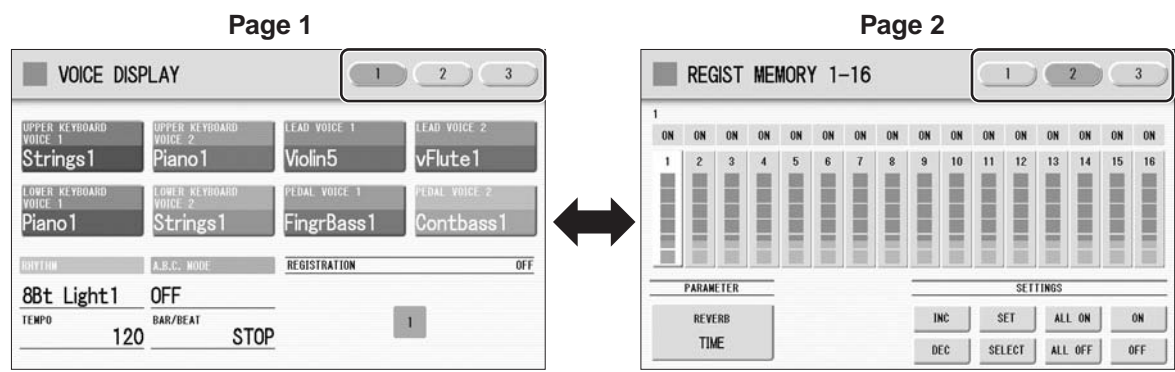 Page 1
Page 2
VOICE DISPLAY
1 2 3
UPPER KEYBOARD VOICE 1
Strings1
UPPER KEYBOARD VOICE 2
Piano1
LEAD VOICE 1
Violin5
LEAD VOICE 2
vFlute1
LOWER KEYBOARD VOICE 1
Piano1
LOWER KEYBOARD VOICE 2
Strings1
PEDAL VOICE 1
FingrBass1
PEDAL VOICE 2
Contbass1
RHYTHM
8Bt Light1
A.B.C. MODE
OFF
REGISTRATION OFF
TEMPO
120
BAR/BEAT
STOP
1
REGIST MEMORY 1-16
1 2 3
1
ON ON ON ON ON ON ON ON ON ON ON ON ON ON ON ON
1 2 3 4 5 6 7 8 9 10 11 12 13 14 15 16
PARAMETER
REVERB
TIME
SETTINGS
INC SET ALL ON ON
DEC SELECT ALL OFF OFF